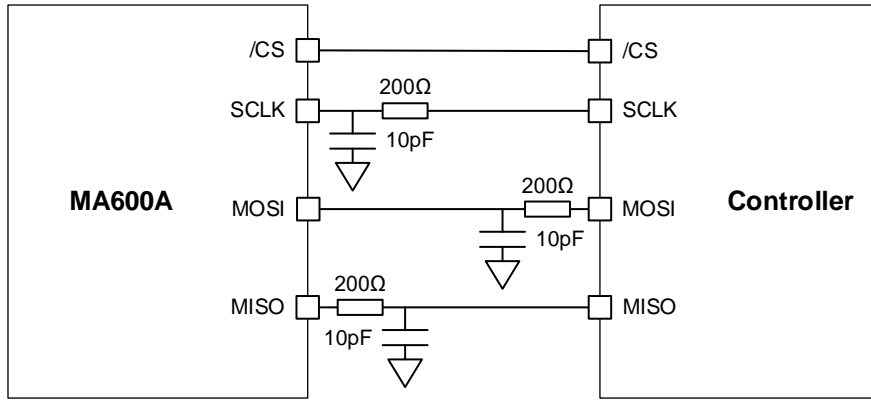 /CS
/CS
200Ω
SCLK
SCLK
10pF
200Ω
MA600A
MOSI
MOSI
Controller
10pF
200Ω
MISO
MISO
10pF